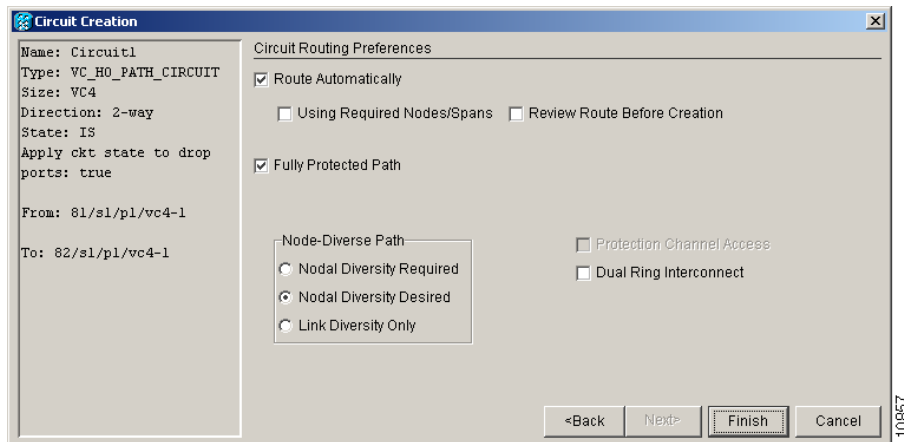 Circuit Creation
Name: Circuit1
Type: VC_HO_PATH_CIRCUIT
Size: VC4
Direction: 2-way
State: IS
Apply ckt state to drop
ports: true
From: 81/s1/p1/vc4-1
To: 82/s1/p1/vc4-1
Circuit Routing Preferences
Route Automatically
Using Required Nodes/Spans
Review Route Before Creation
Fully Protected Path
Node-Diverse Path
Nodal Diversity Required
Nodal Diversity Desired
Link Diversity Only
Protection Channel Access
Dual Ring Interconnect
<Back
Next>
Finish
Cancel
10857